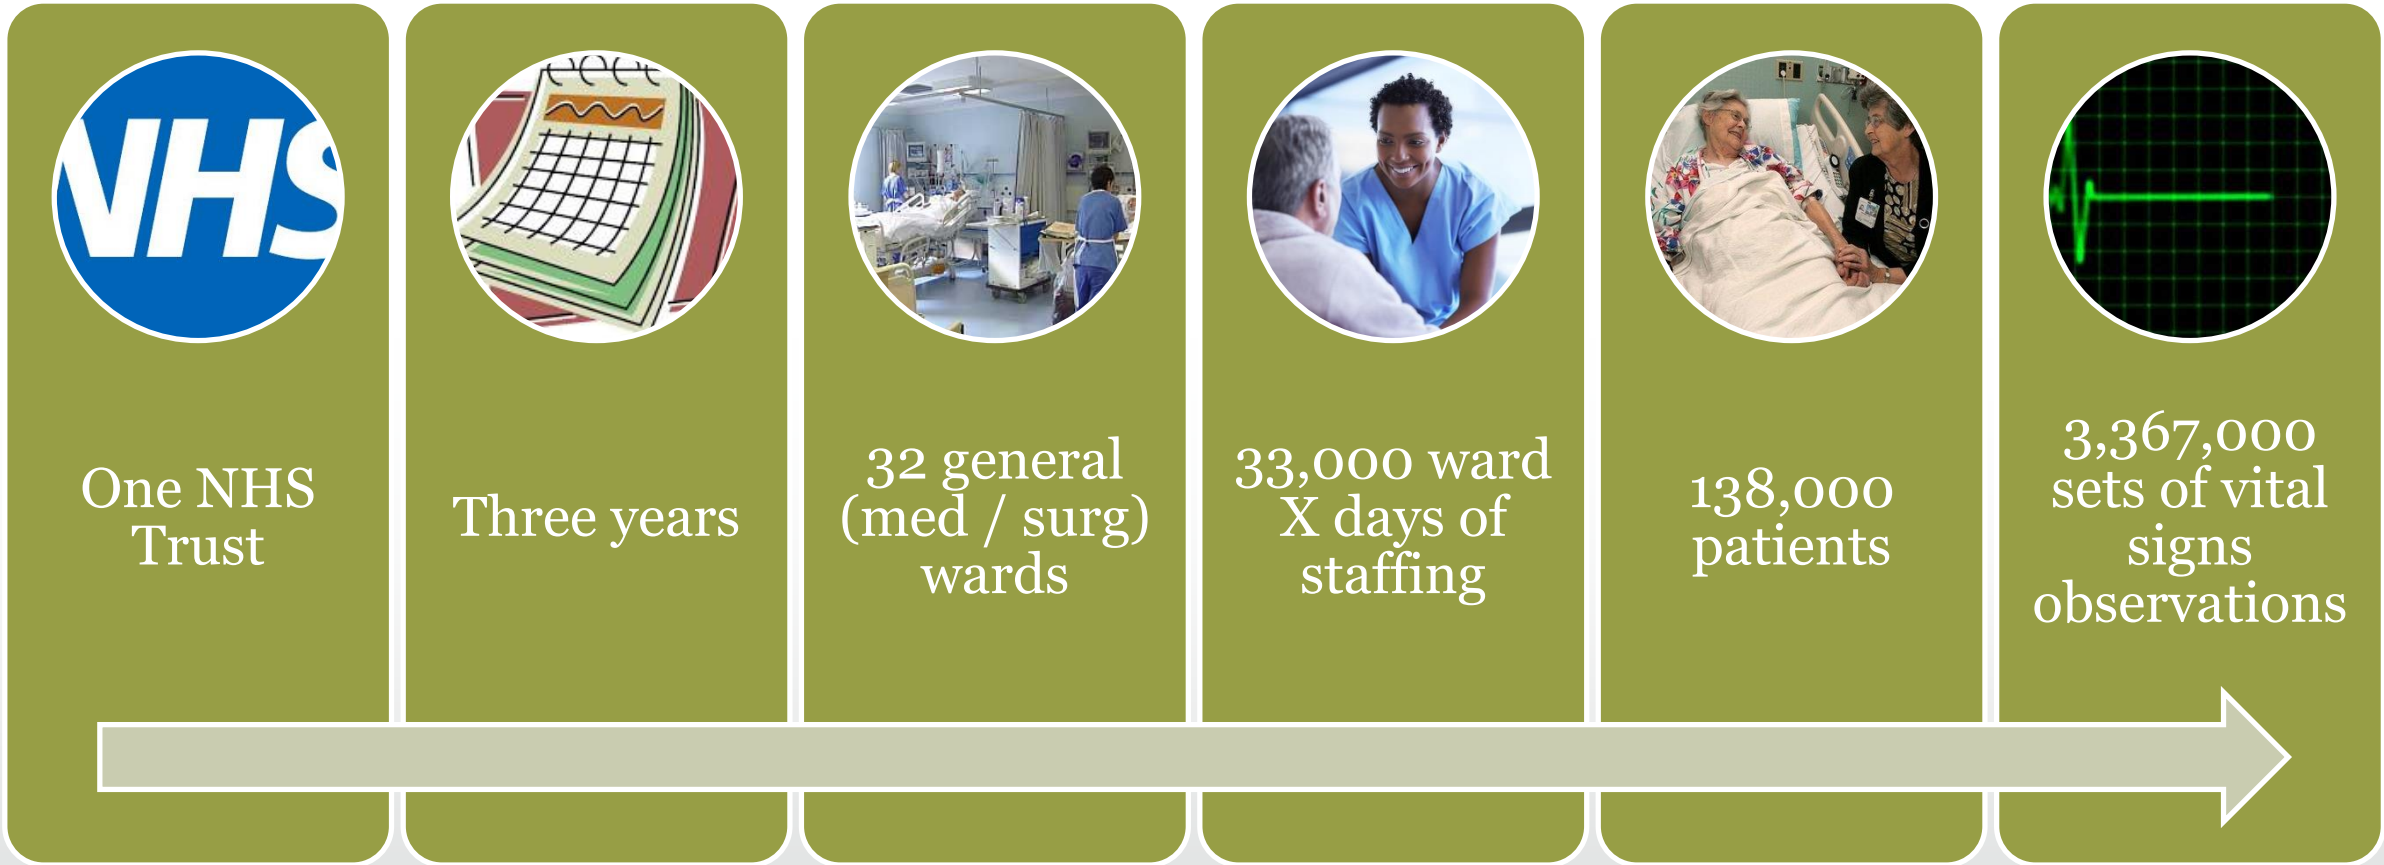 NHS
One NHS
Trust
Three years
32 general
(med / surg)
wards
33,000 ward
X days of
staffing
138,000
patients
3,367,000
sets of vital
signs
observations